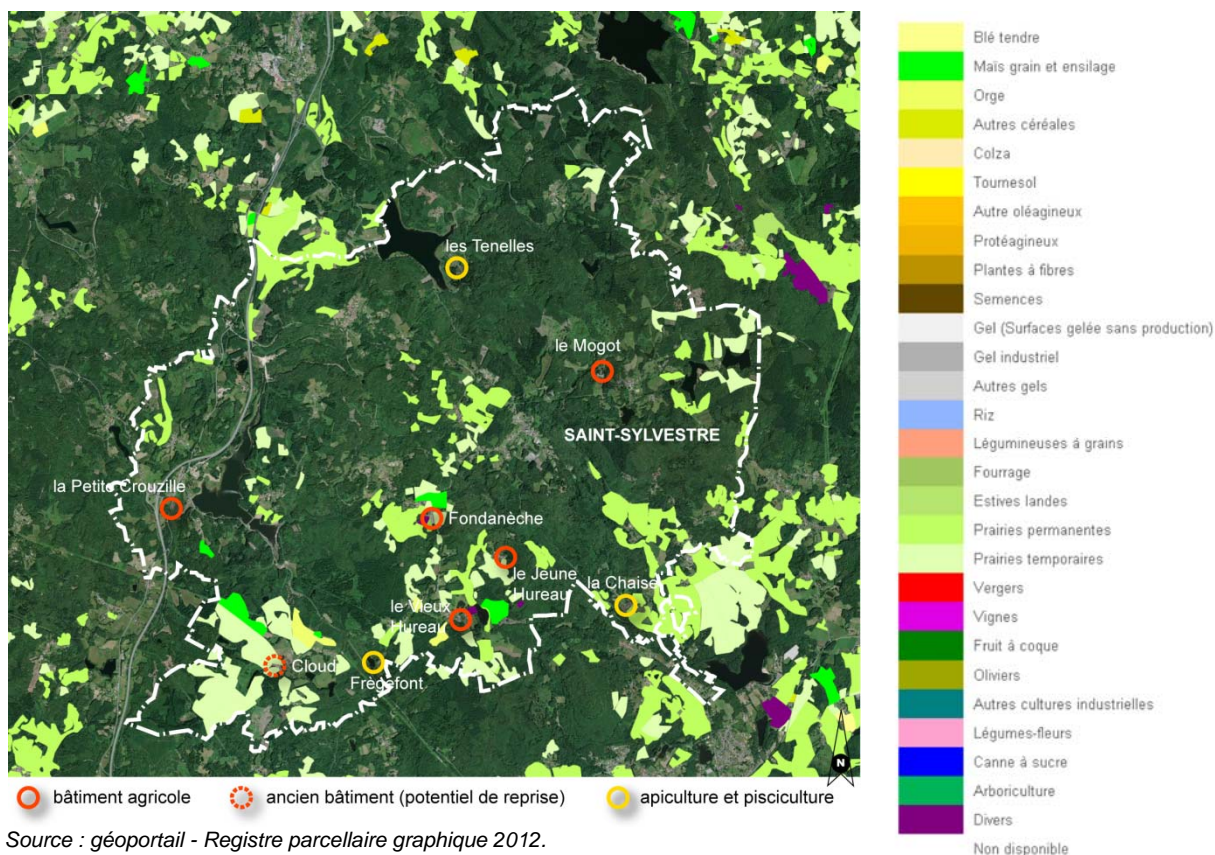 les Tenelles
le Mogot
SAINT-SYLVESTRE
la Petite Crouzille
Fondanèche
le Jeune
Hureau
la Chaise
le Vieux
Hureau
Cloud
Frégefont
N
bâtiment agricole
ancien bâtiment (potentiel de reprise)
apiculture et pisciculture
Source : géoportail - Registre parcellaire graphique 2012.
Blé tendre
Maïs grain et ensilage
Orge
Autres céréales
Colza
Tournesol
Autre oléagineux
Protéagineux
Plantes à fibres
Semences
Gel (Surfaces gelée sans production)
Gel industriel
Autres gels
Riz
Légumineuses à grains
Fourrage
Estives landes
Prairies permanentes
Prairies temporaires
Vergers
Vignes
Fruit à coque
Oliviers
Autres cultures industrielles
Légumes-fleurs
Canne à sucre
Arboriculture
Divers
Non disponible